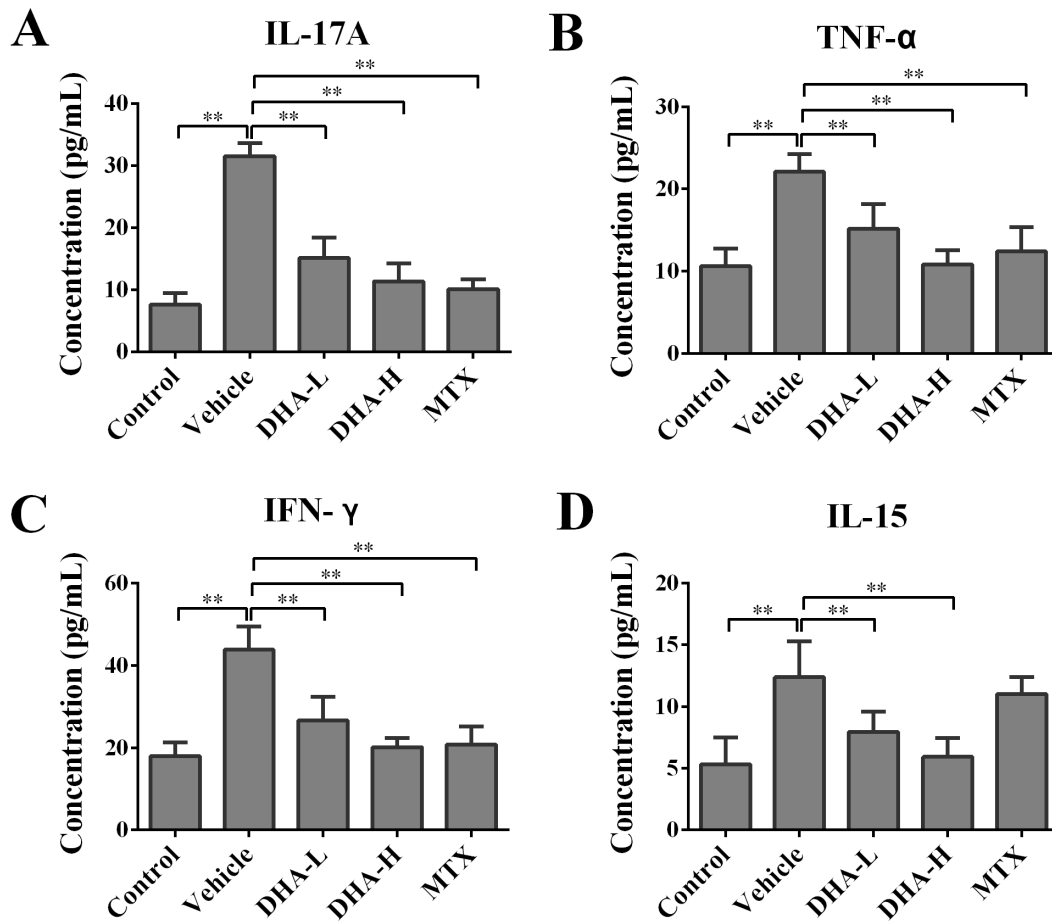 A
IL-17A
Concentration (pg/mL)
40
30
20
10
0
**
**
**
**
Control
Vehicle
DHA-L
DHA-H
MTX
B
TNF-α
Concentration (pg/mL)
30
20
10
0
**
**
**
**
Control
Vehicle
DHA-L
DHA-H
MTX
C
IFN- γ
Concentration (pg/mL)
60
40
20
0
**
**
**
**
Control
Vehicle
DHA-L
DHA-H
MTX
D
IL-15
Concentration (pg/mL)
20
15
10
5
0
**
**
**
Control
Vehicle
DHA-L
DHA-H
MTX